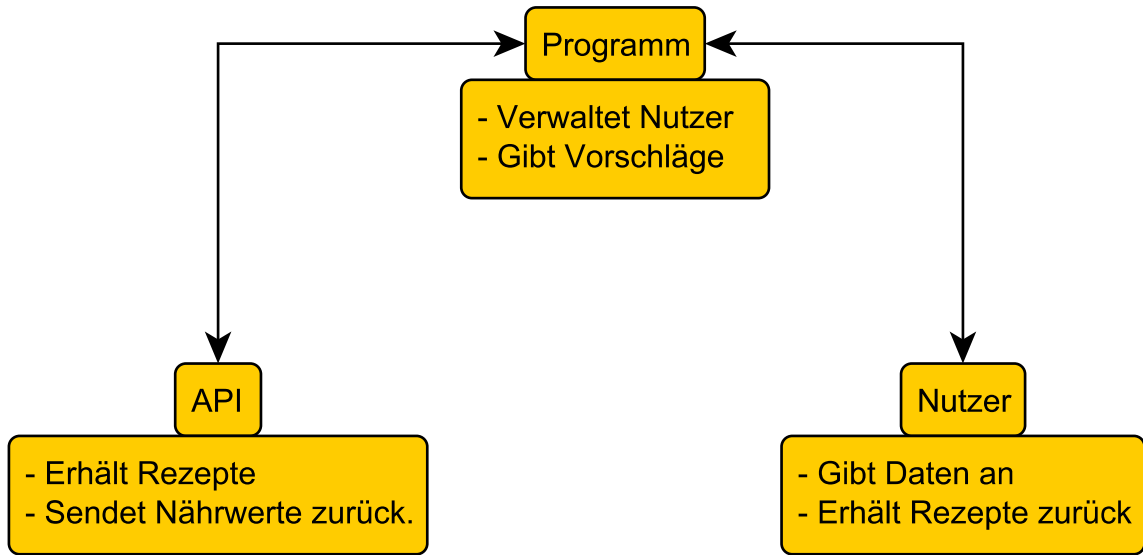 Programm
- Verwaltet Nutzer
- Gibt Vorschläge
API
- Erhält Rezepte
- Sendet Nährwerte zurück.
Nutzer
- Gibt Daten an
- Erhält Rezepte zurück